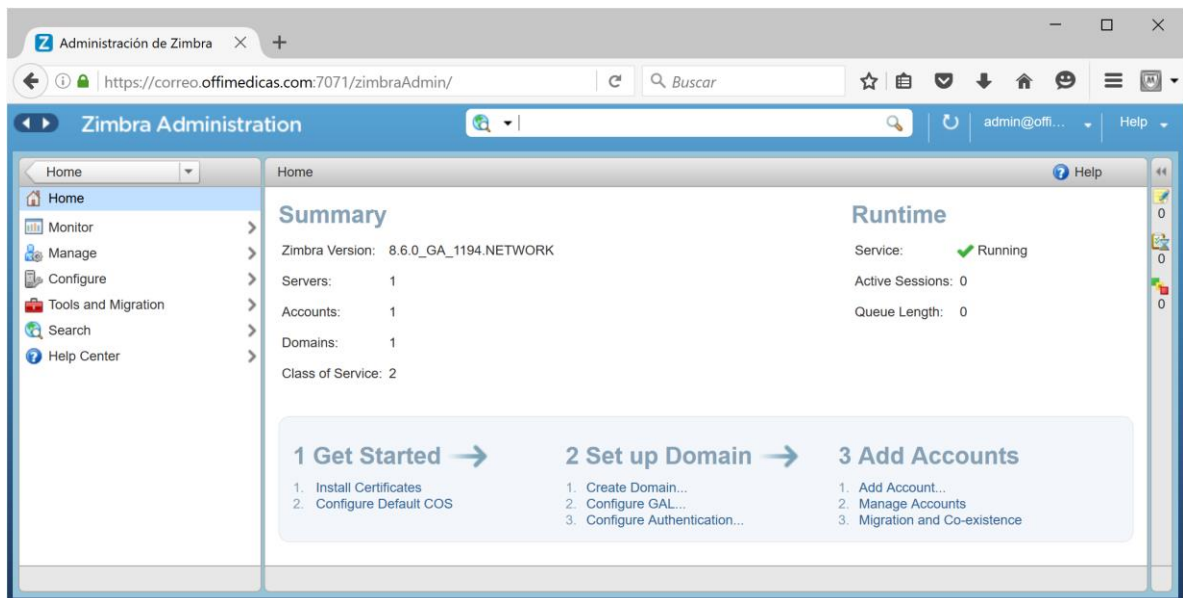 Administración de Zimbra
https://correo.offimedicas.com:7071/zimbraAdmin/
Buscar
Zimbra Administration
admin@offi...
Help
Home
Home
Help
Home
Monitor
Manage
Configure
Tools and Migration
Search
Help Center
Summary
Zimbra Version: 8.6.0_GA_1194.NETWORK
Servers: 1
Accounts: 1
Domains: 1
Class of Service: 2
Runtime
Service: Running
Active Sessions: 0
Queue Length: 0
0
0
0
1 Get Started
1. Install Certificates
2. Configure Default COS
2 Set up Domain
1. Create Domain...
2. Configure GAL...
3. Configure Authentication...
3 Add Accounts
1. Add Account...
2. Manage Accounts
3. Migration and Co-existence